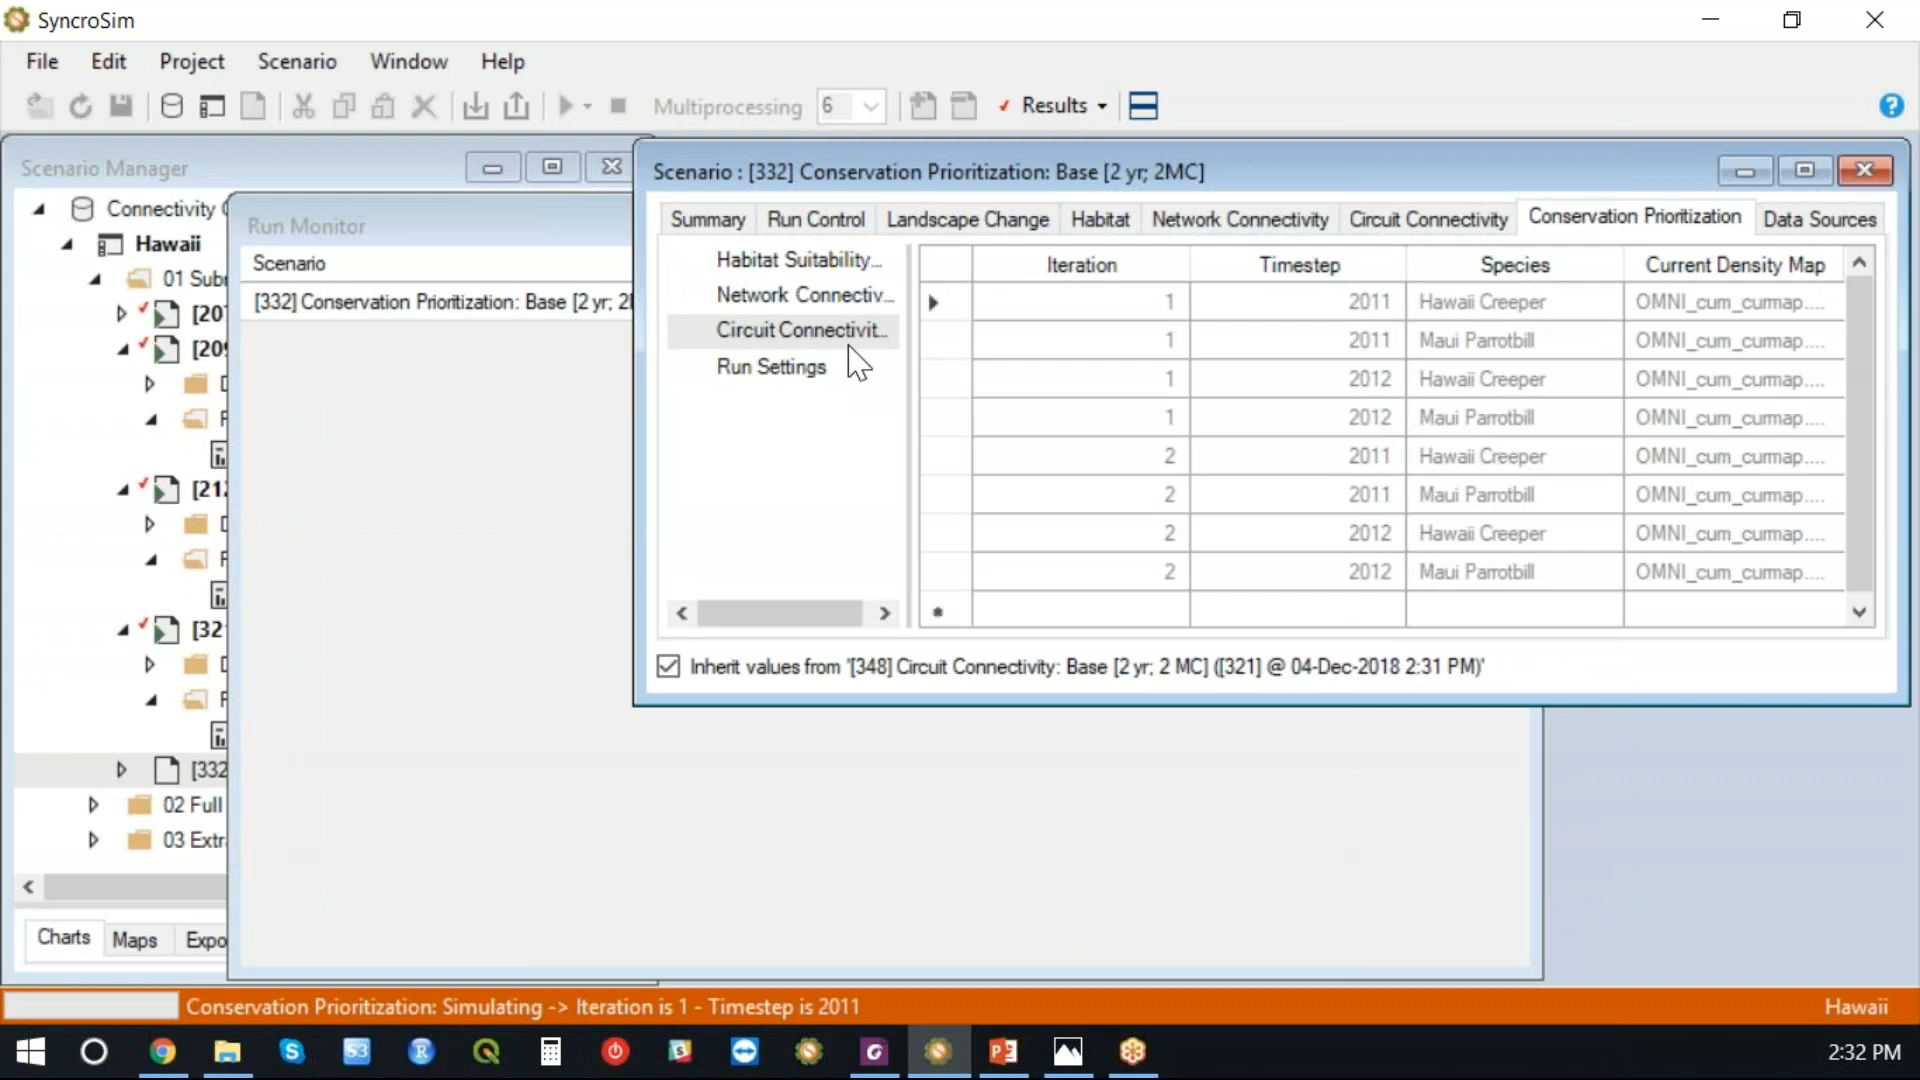 SyncroSim
File Edit Project Scenario Window Help
Multiprocessing 6 Results
Scenario Manager
Connectivity
Hawaii
01 Sub
[20
[209
[212
[32
[332
02 Full
03 Extr
Charts Maps Expo
Run Monitor
Scenario
[332] Conservation Prioritization: Base [2 yr; 2
Scenario : [332] Conservation Prioritization: Base [2 yr; 2MC]
Summary Run Control Landscape Change Habitat Network Connectivity Circuit Connectivity Conservation Prioritization Data Sources
Habitat Suitability...
Network Connectiv...
Circuit Connectivit...
Run Settings
Iteration Timestep Species Current Density Map
1 2011 Hawaii Creeper OMNI_cum_curmap....
1 2011 Maui Parrotbill OMNI_cum_curmap....
1 2012 Hawaii Creeper OMNI_cum_curmap....
1 2012 Maui Parrotbill OMNI_cum_curmap....
2 2011 Hawaii Creeper OMNI_cum_curmap....
2 2011 Maui Parrotbill OMNI_cum_curmap....
2 2012 Hawaii Creeper OMNI_cum_curmap....
2 2012 Maui Parrotbill OMNI_cum_curmap....
Inherit values from '[348] Circuit Connectivity: Base [2 yr; 2 MC] ([321] @ 04-Dec-2018 2:31 PM)'
Conservation Prioritization: Simulating -> Iteration is 1 - Timestep is 2011 Hawaii
2:32 PM